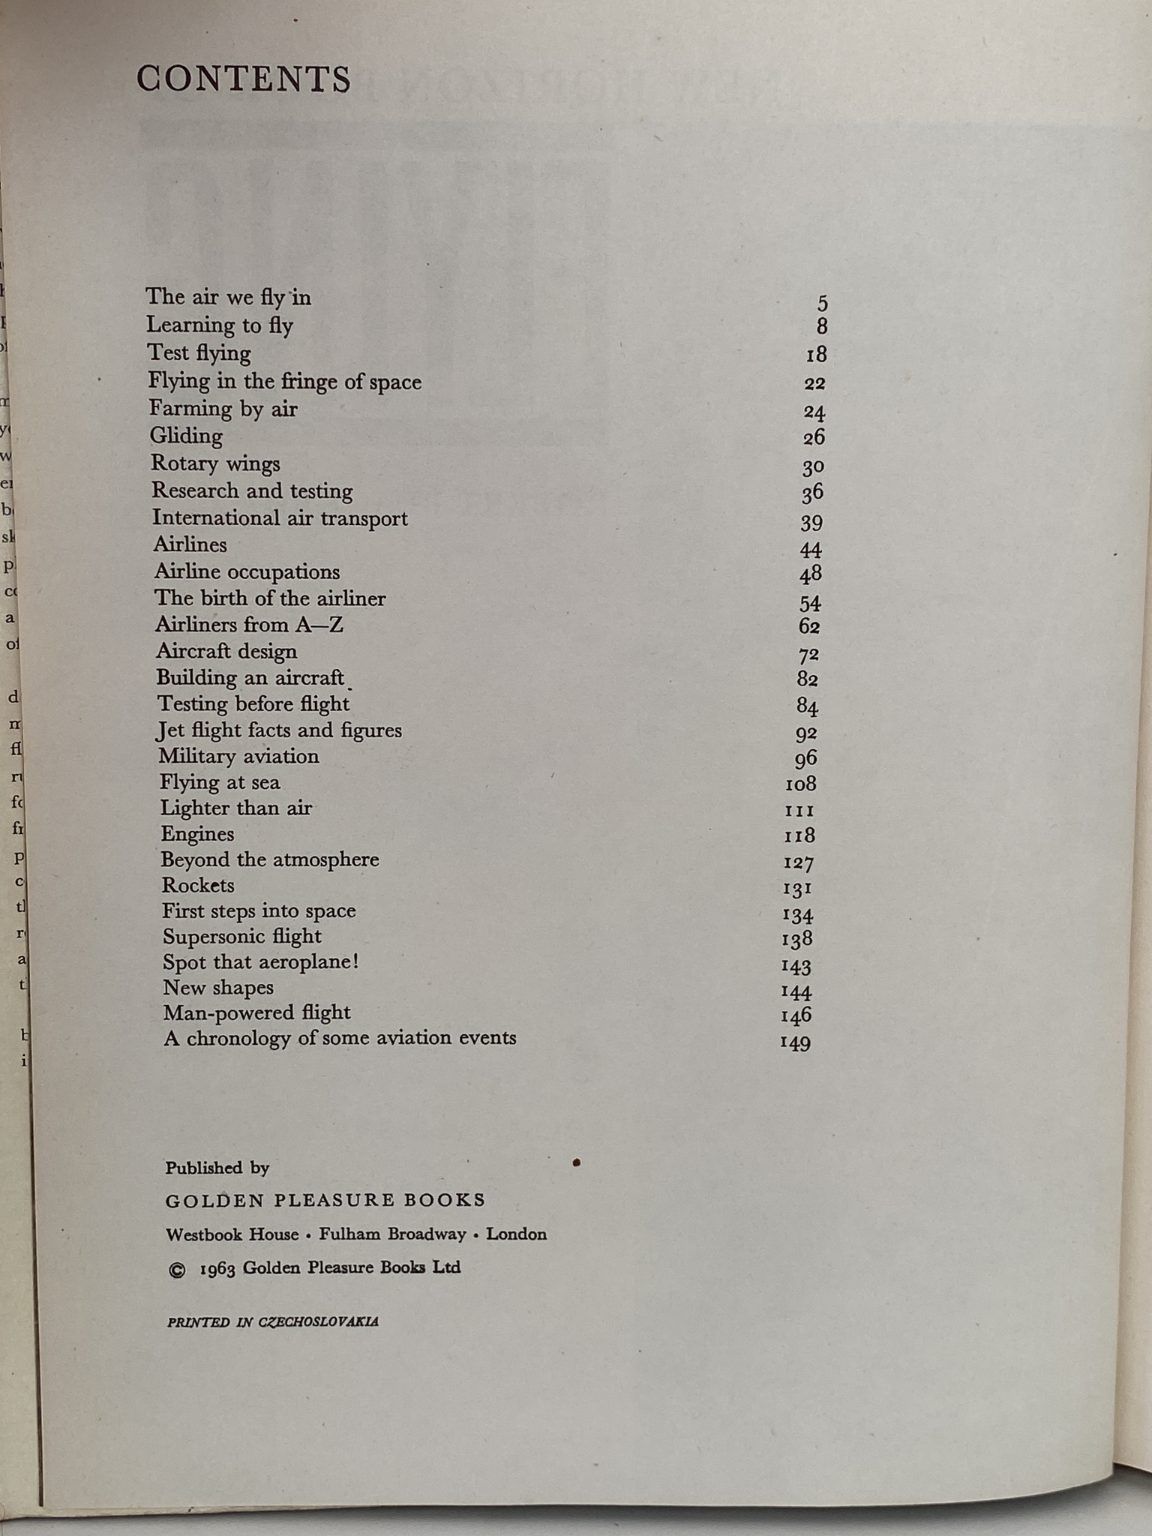 CONTENTS
The air we fly in 5
Learning to fly 8
Test flying 18
Flying in the fringe of space 22
Farming by air 24
Gliding 26
Rotary wings 30
Research and testing 36
International air transport 39
Airlines 44
Airline occupations 48
The birth of the airliner 54
Airliners from A—Z 62
Aircraft design 72
Building an aircraft 82
Testing before flight 84
Jet flight facts and figures 92
Military aviation 96
Flying at sea 108
Lighter than air 111
Engines 118
Beyond the atmosphere 127
Rockets 131
First steps into space 134
Supersonic flight 138
Spot that aeroplane! 143
New shapes 144
Man-powered flight 146
A chronology of some aviation events 149
Published by
GOLDEN PLEASURE BOOKS
Westbook House • Fulham Broadway • London
© 1963 Golden Pleasure Books Ltd
PRINTED IN CZECHOSLOVAKIA